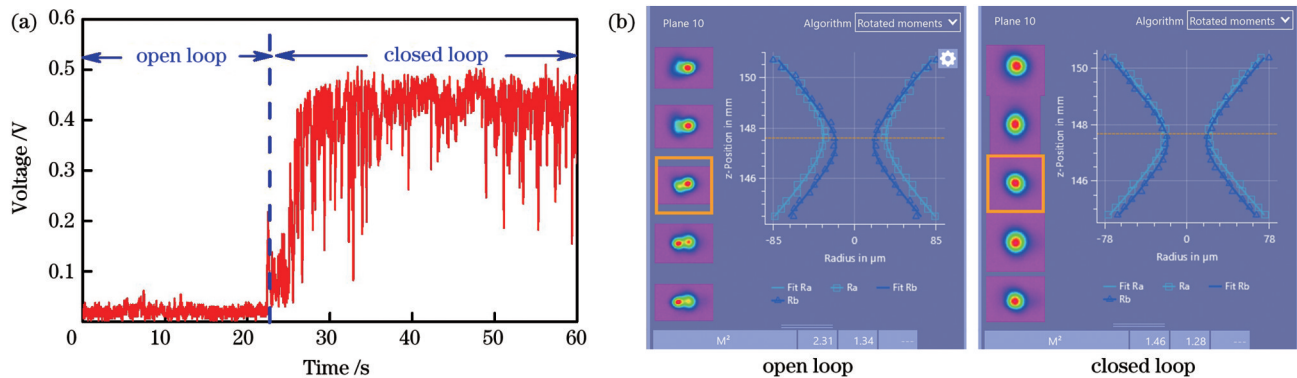 (a)
0.6
0.5
0.4
0.3
0.2
0.1
Voltage /V
open loop
closed loop
0
10
20
30
40
50
60
Time /s
(b)
Plane 10
Algorithm Rotated moments
150
148
146
z-Position in mm
-85
0
85
Radius in µm
Fit Ra
Ra
Fit Rb
Rb
M²
2.31
1.34
---
open loop
Plane 10
Algorithm Rotated moments
150
148
146
z-Position in mm
-78
0
78
Radius in µm
Fit Ra
Ra
Fit Rb
Rb
M²
1.46
1.28
---
closed loop